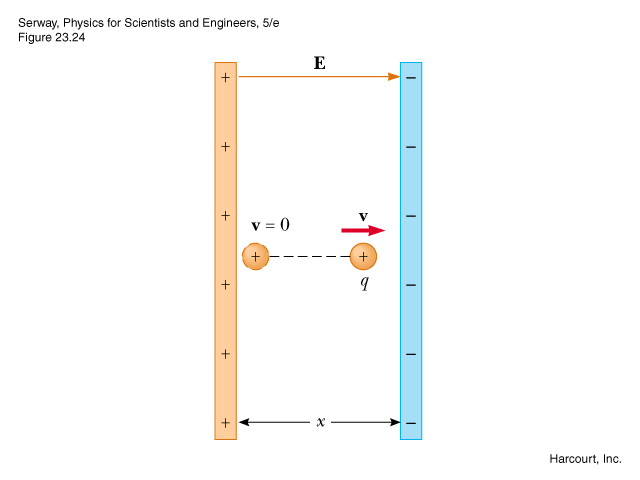 Serway, Physics for Scientists and Engineers, 5/e
Figure 23.24
E
+ −
+ −
+ −
v = 0 v
+ +
q
+ −
+ −
x
+ −
Harcourt, Inc.